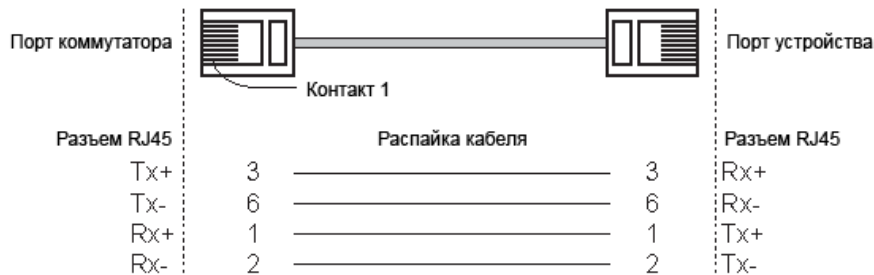 Порт коммутатора Порт устройства
Контакт 1
Разъем RJ45 Распайка кабеля Разъем RJ45
Tx+ 3 3 Rx+
Tx- 6 6 Rx-
Rx+ 1 1 Tx+
Rx- 2 2 Tx-